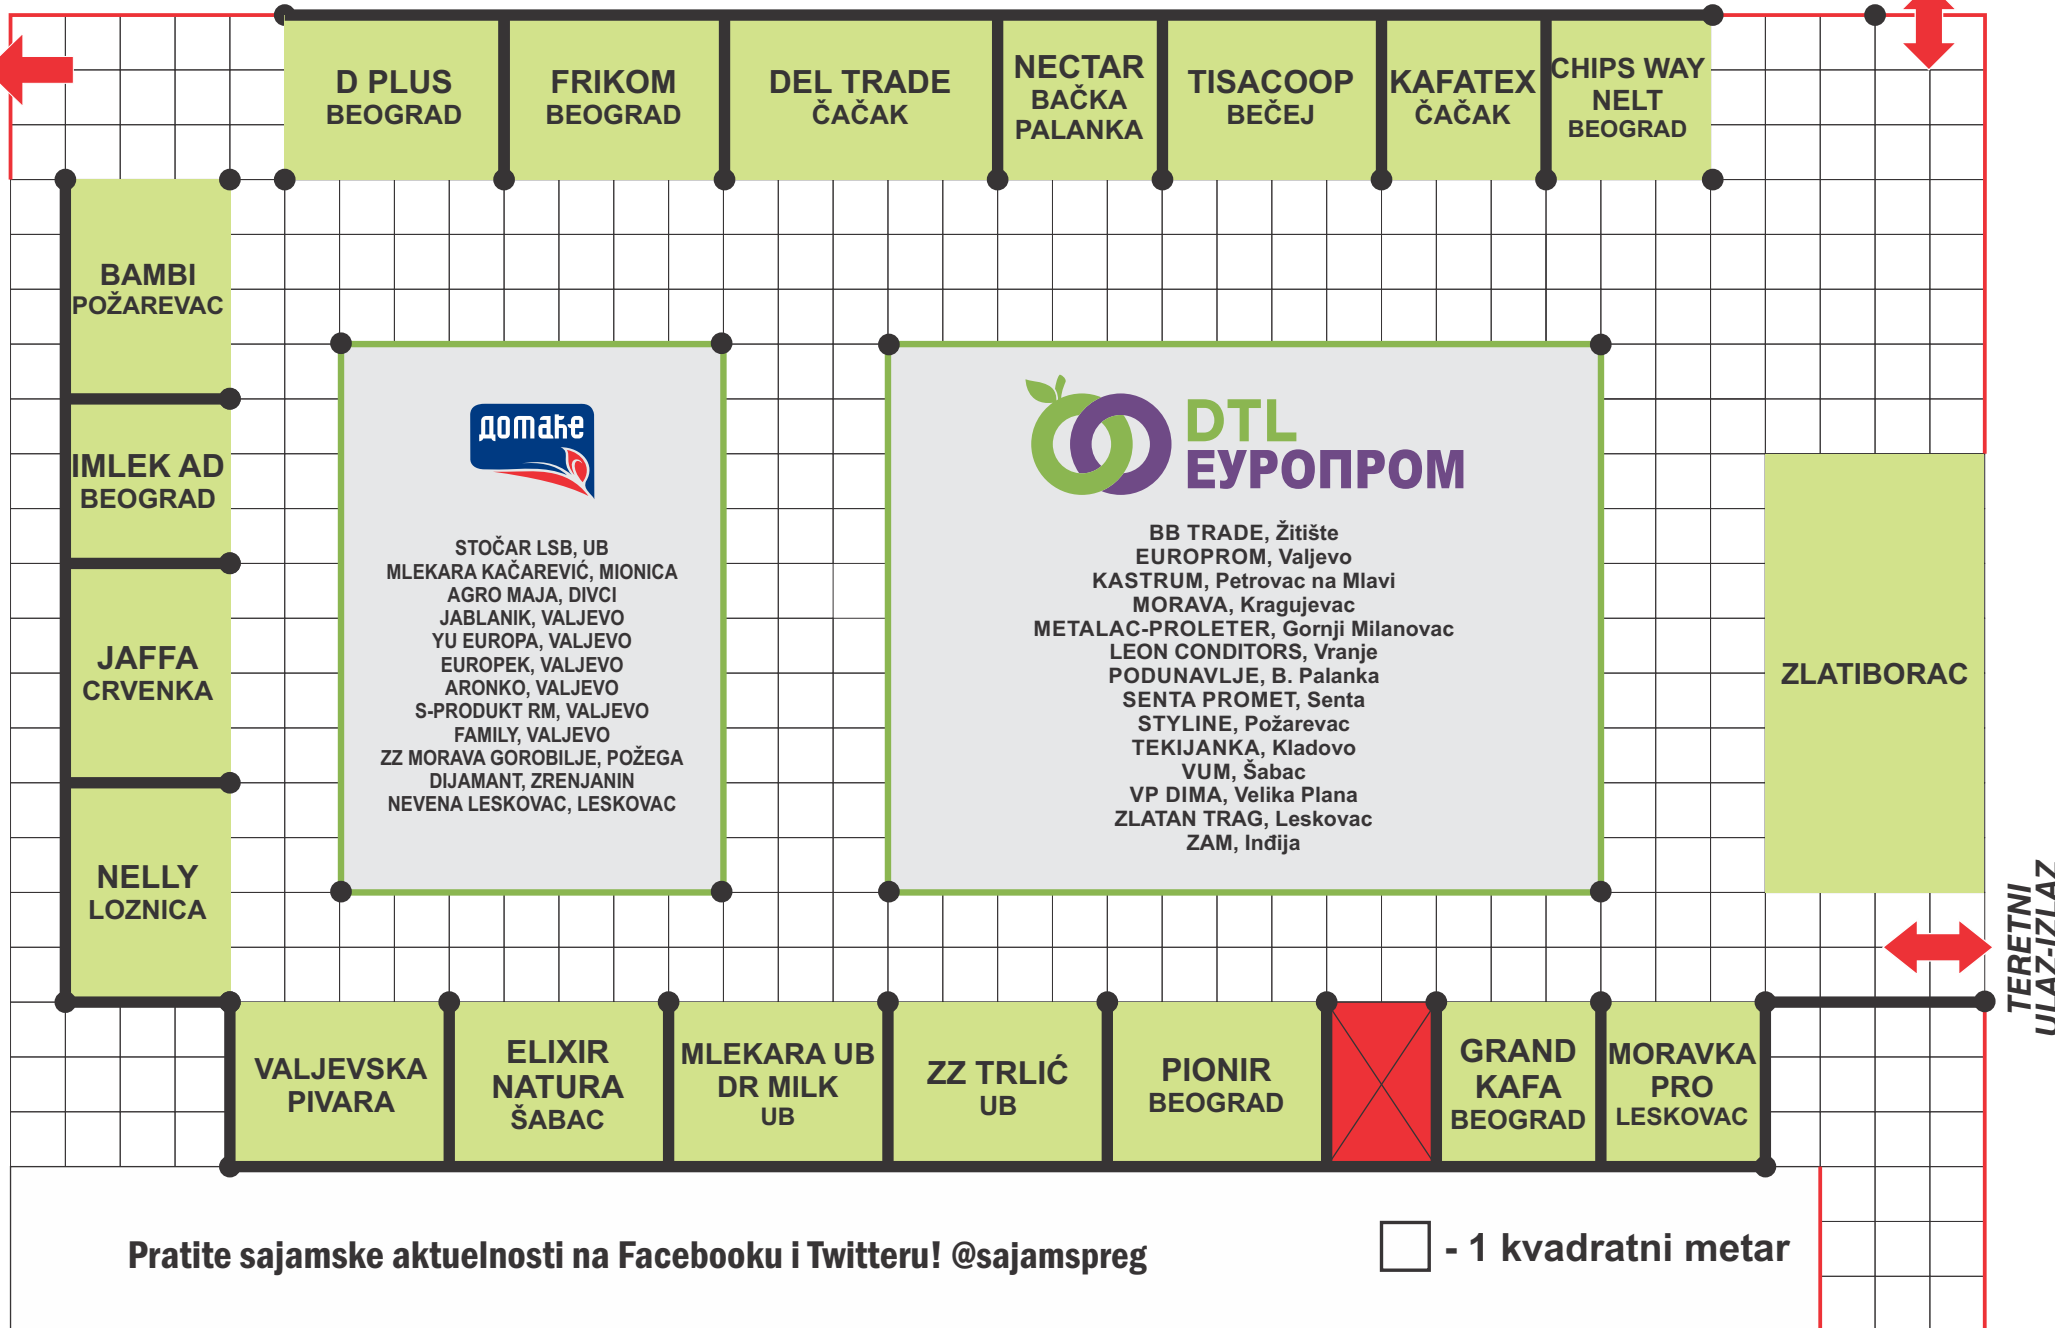 D PLUS
BEOGRAD
FRIKOM
BEOGRAD
DEL TRADE
ČAČAK
NECTAR
BAČKA
PALANKA
TISACOOP
BEČEJ
KAFATEX
ČAČAK
CHIPS WAY
NELT
BEOGRAD
BAMBI
POŽAREVAC
IMLEK AD
BEOGRAD
JAFFA
CRVENKA
NELLY
LOZNICA
домаће
STOČAR LSB, UB
MLEKARA KAČAREVIĆ, MIONICA
AGRO MAJA, DIVCI
JABLANIK, VALJEVO
YU EUROPA, VALJEVO
EUROPEK, VALJEVO
ARONKO, VALJEVO
S-PRODUKT RM, VALJEVO
FAMILY, VALJEVO
ZZ MORAVA GOROBILJE, POŽEGA
DIJAMANT, ZRENJANIN
NEVENA LESKOVAC, LESKOVAC
DTL
ЕУРОПРОМ
BB TRADE, Žitište
EUROPROM, Valjevo
KASTRUM, Petrovac na Mlavi
MORAVA, Kragujevac
METALAC-PROLETER, Gornji Milanovac
LEON CONDITORS, Vranje
PODUNAVLJE, B. Palanka
SENTA PROMET, Senta
STYLINE, Požarevac
TEKIJANKA, Kladovo
VUM, Šabac
VP DIMA, Velika Plana
ZLATAN TRAG, Leskovac
ZAM, Inđija
ZLATIBORAC
TERETNI
ULAZ-IZLAZ
VALJEVSKA
PIVARA
ELIXIR
NATURA
ŠABAC
MLEKARA UB
DR MILK
UB
ZZ TRLIĆ
UB
PIONIR
BEOGRAD
GRAND
KAFA
BEOGRAD
MORAVKA
PRO
LESKOVAC
Pratite sajamske aktuelnosti na Facebooku i Twitteru! @sajamspreg
- 1 kvadratni metar